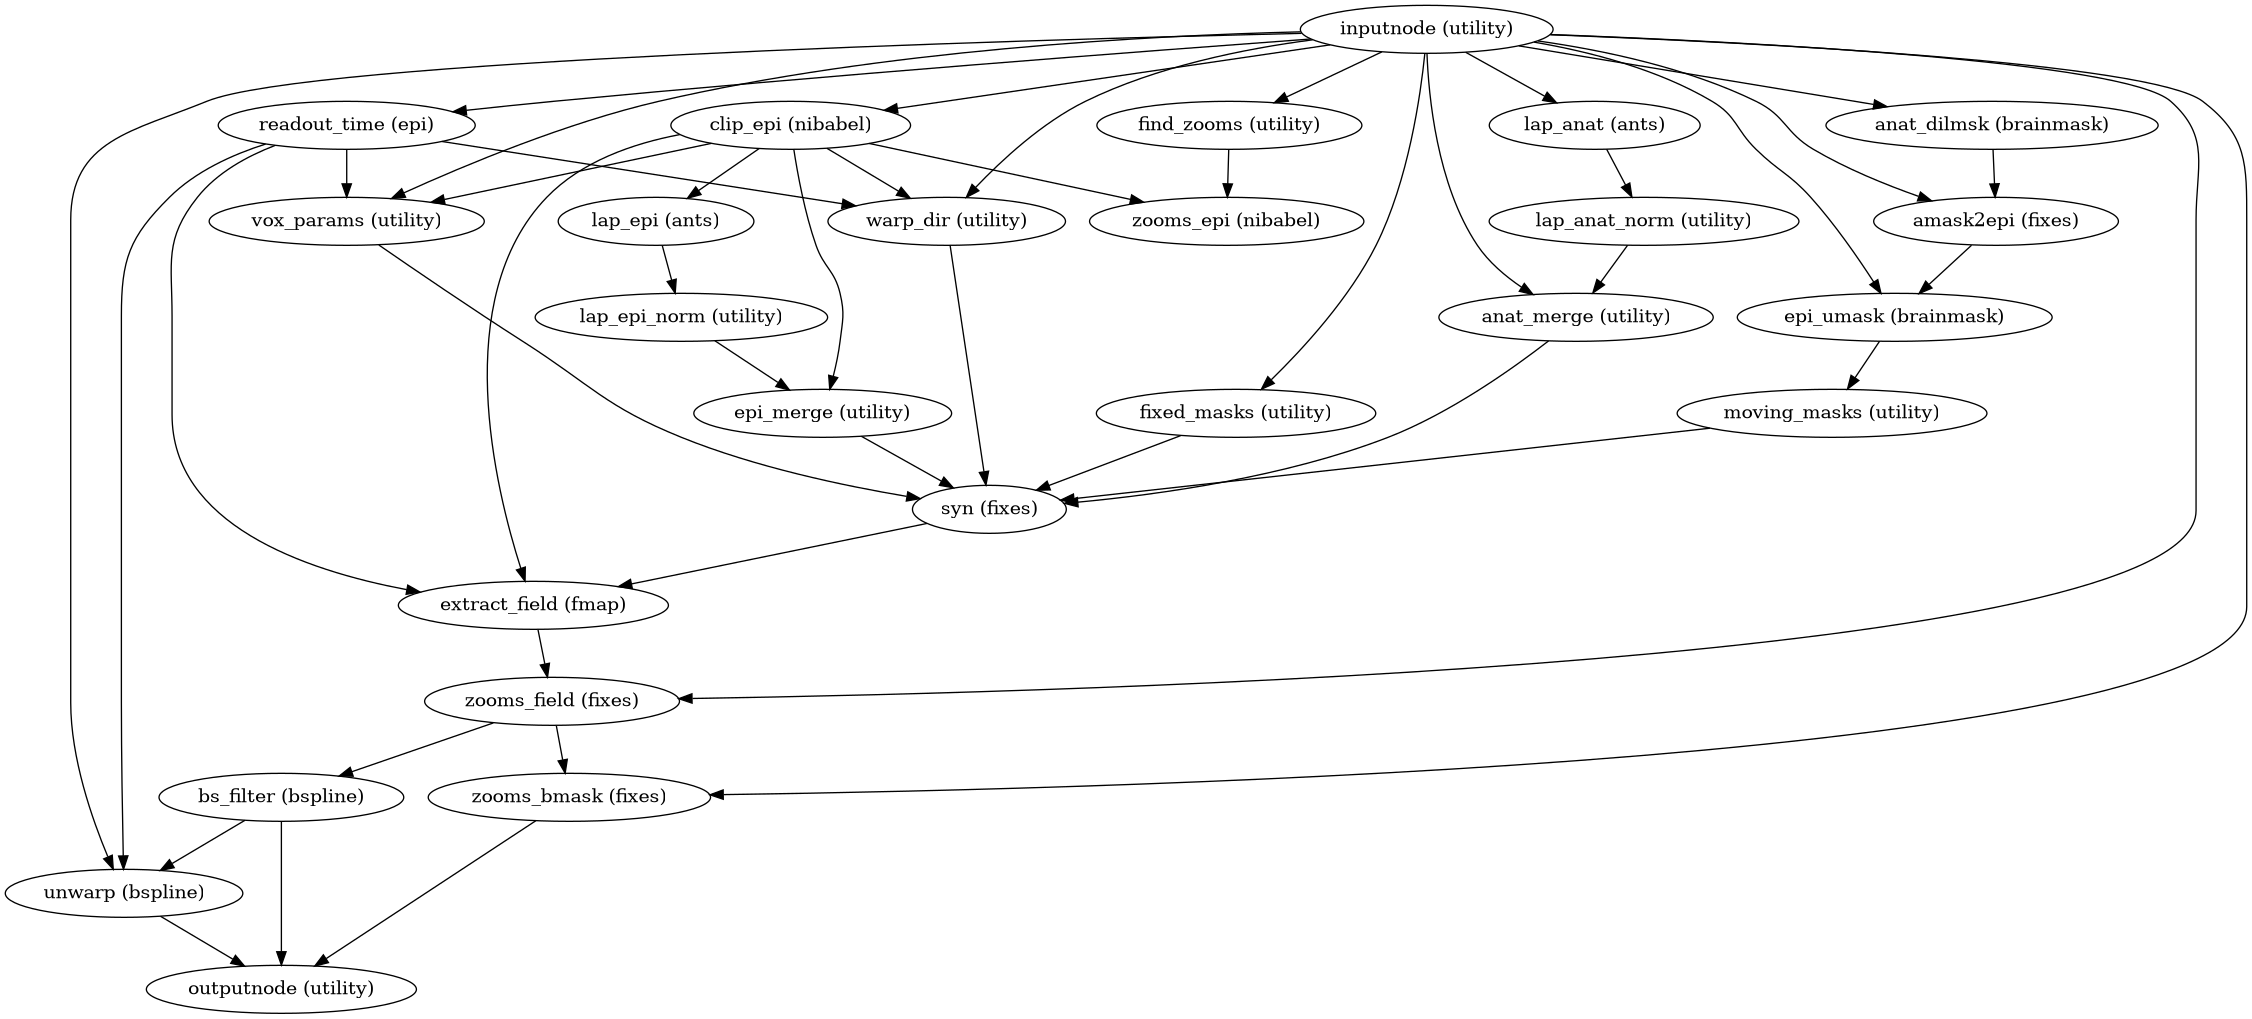 inputnode (utility)
readout_time (epi)
clip_epi (nibabel)
find_zooms (utility)
lap_anat (ants)
anat_dilmsk (brainmask)
vox_params (utility)
lap_epi (ants)
warp_dir (utility)
zooms_epi (nibabel)
lap_anat_norm (utility)
amask2epi (fixes)
lap_epi_norm (utility)
anat_merge (utility)
epi_umask (brainmask)
epi_merge (utility)
fixed_masks (utility)
moving_masks (utility)
syn (fixes)
extract_field (fmap)
zooms_field (fixes)
bs_filter (bspline)
zooms_bmask (fixes)
unwarp (bspline)
outputnode (utility)